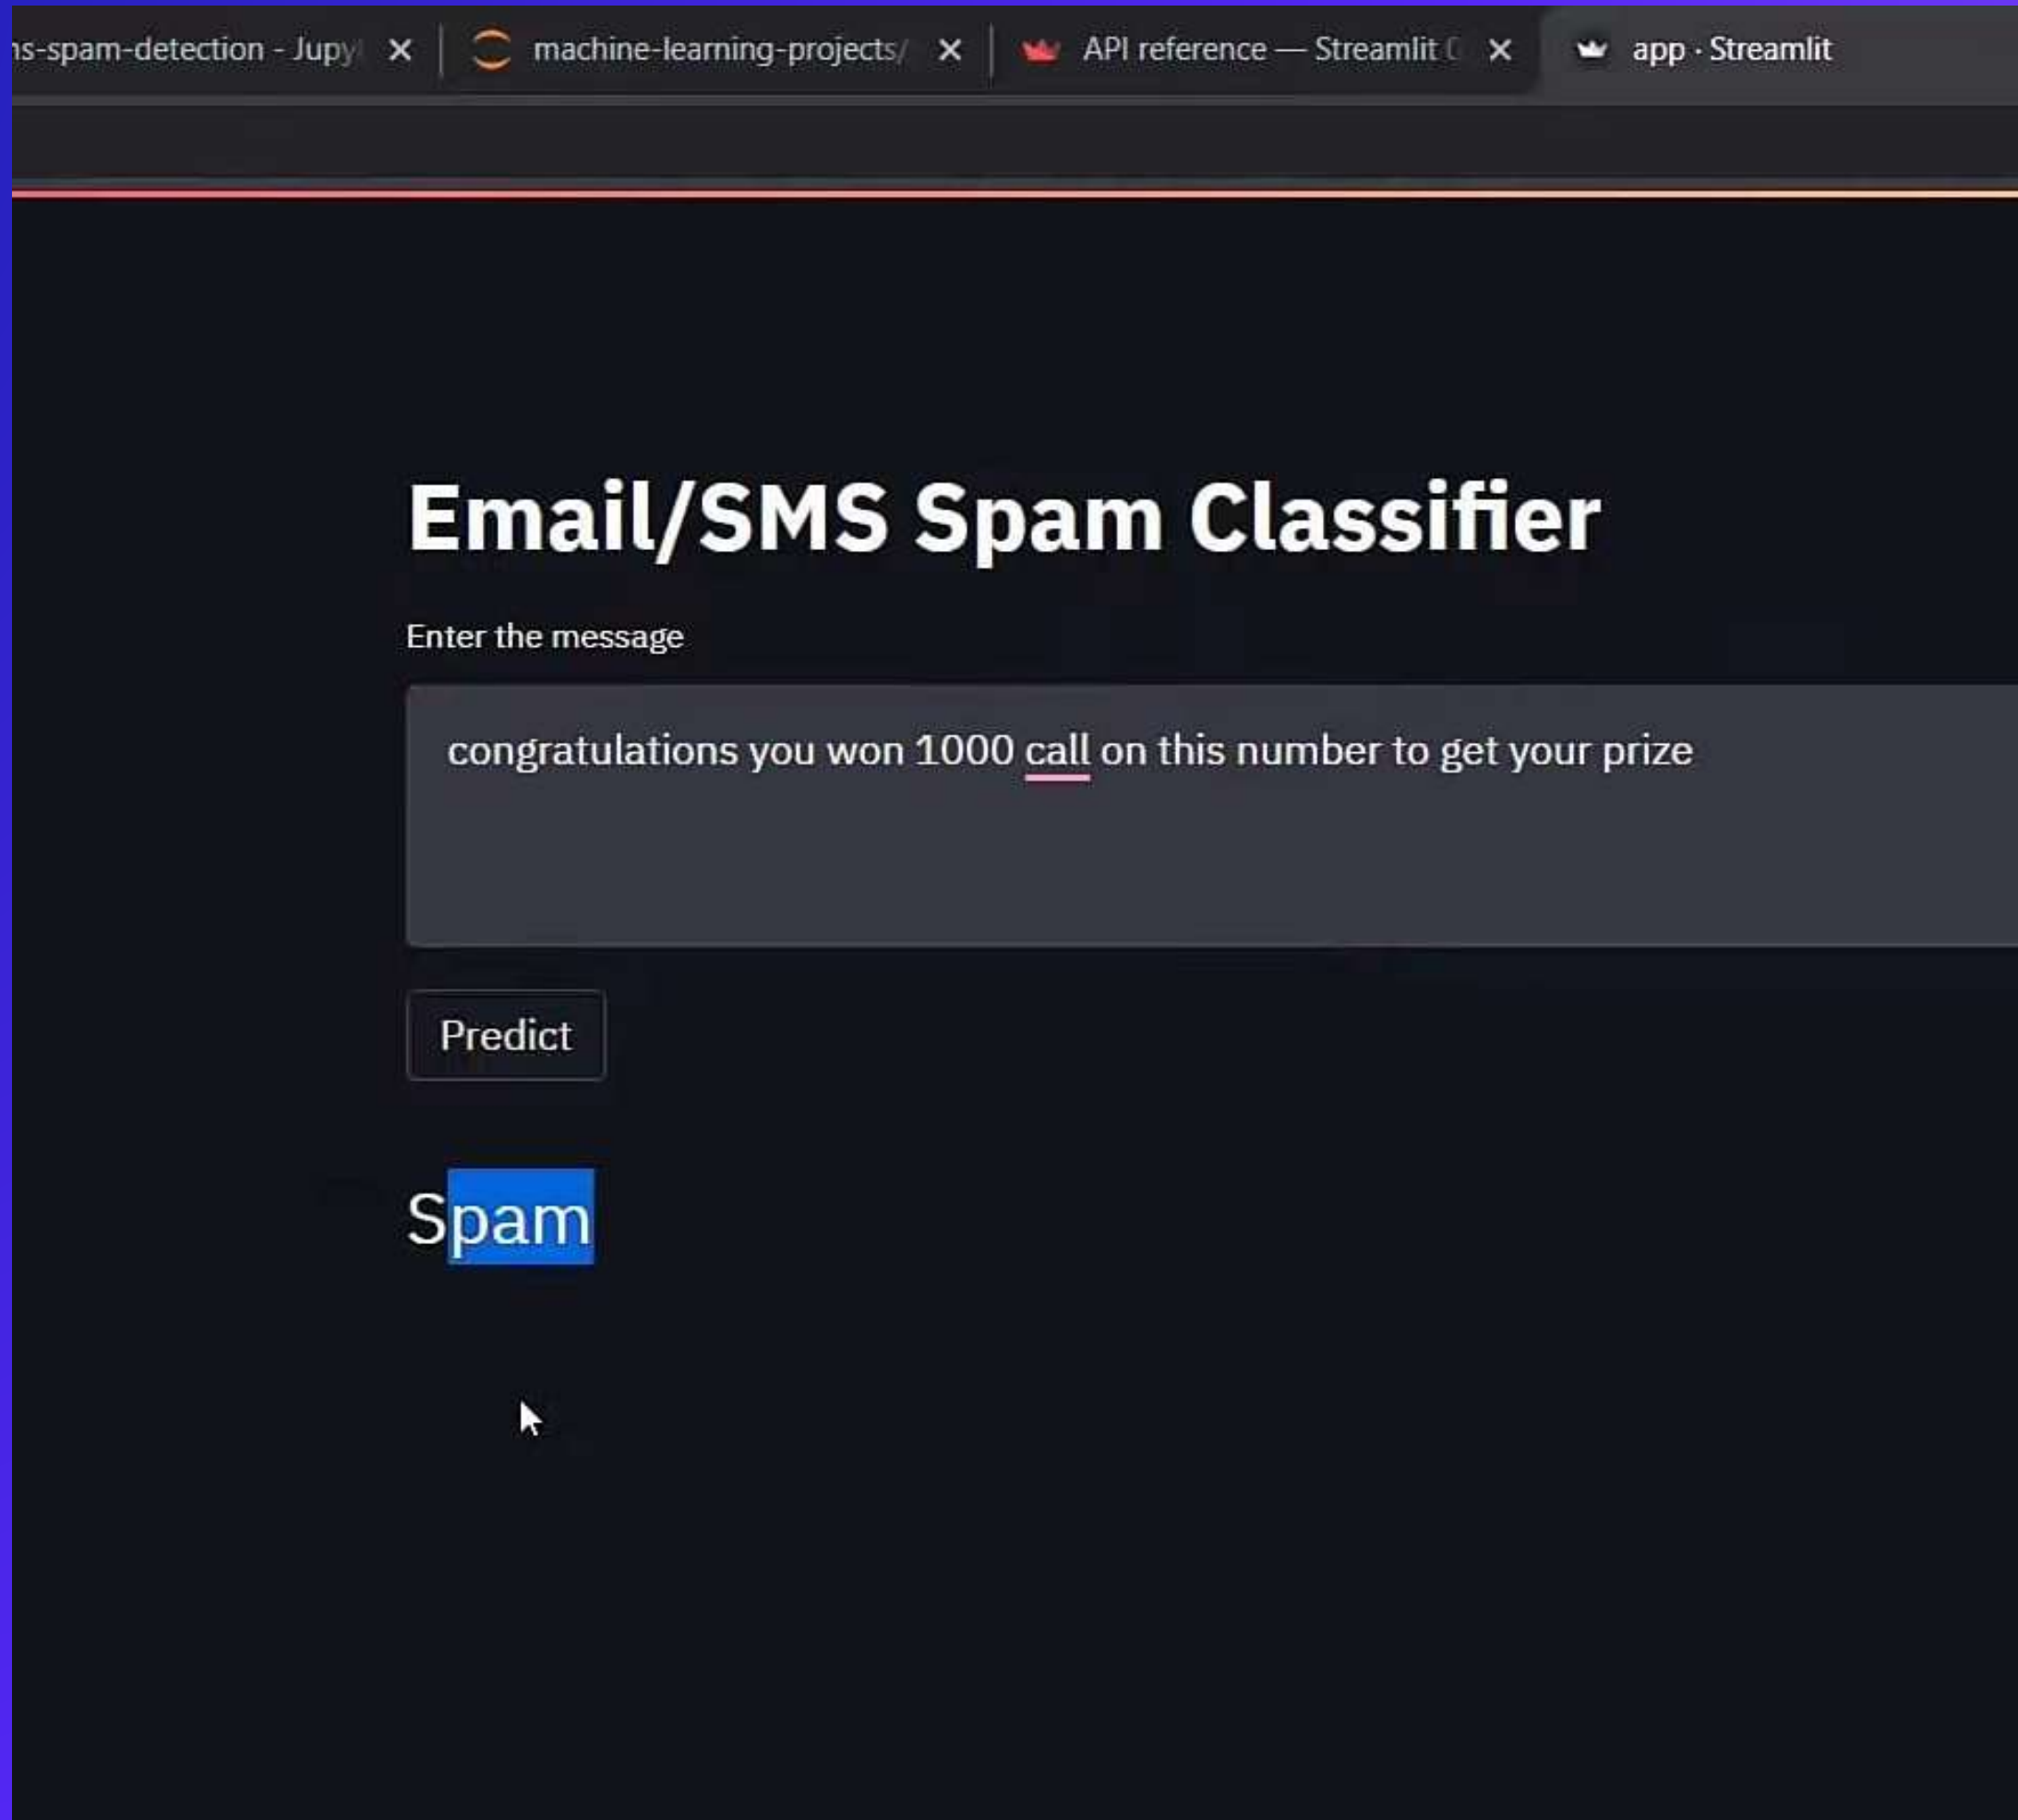 ns-spam-detection - Jupy machine-learning-projects/ API reference — Streamlit app · Streamlit
Email/SMS Spam Classifier
Enter the message
congratulations you won 1000 call on this number to get your prize
Predict
Spam